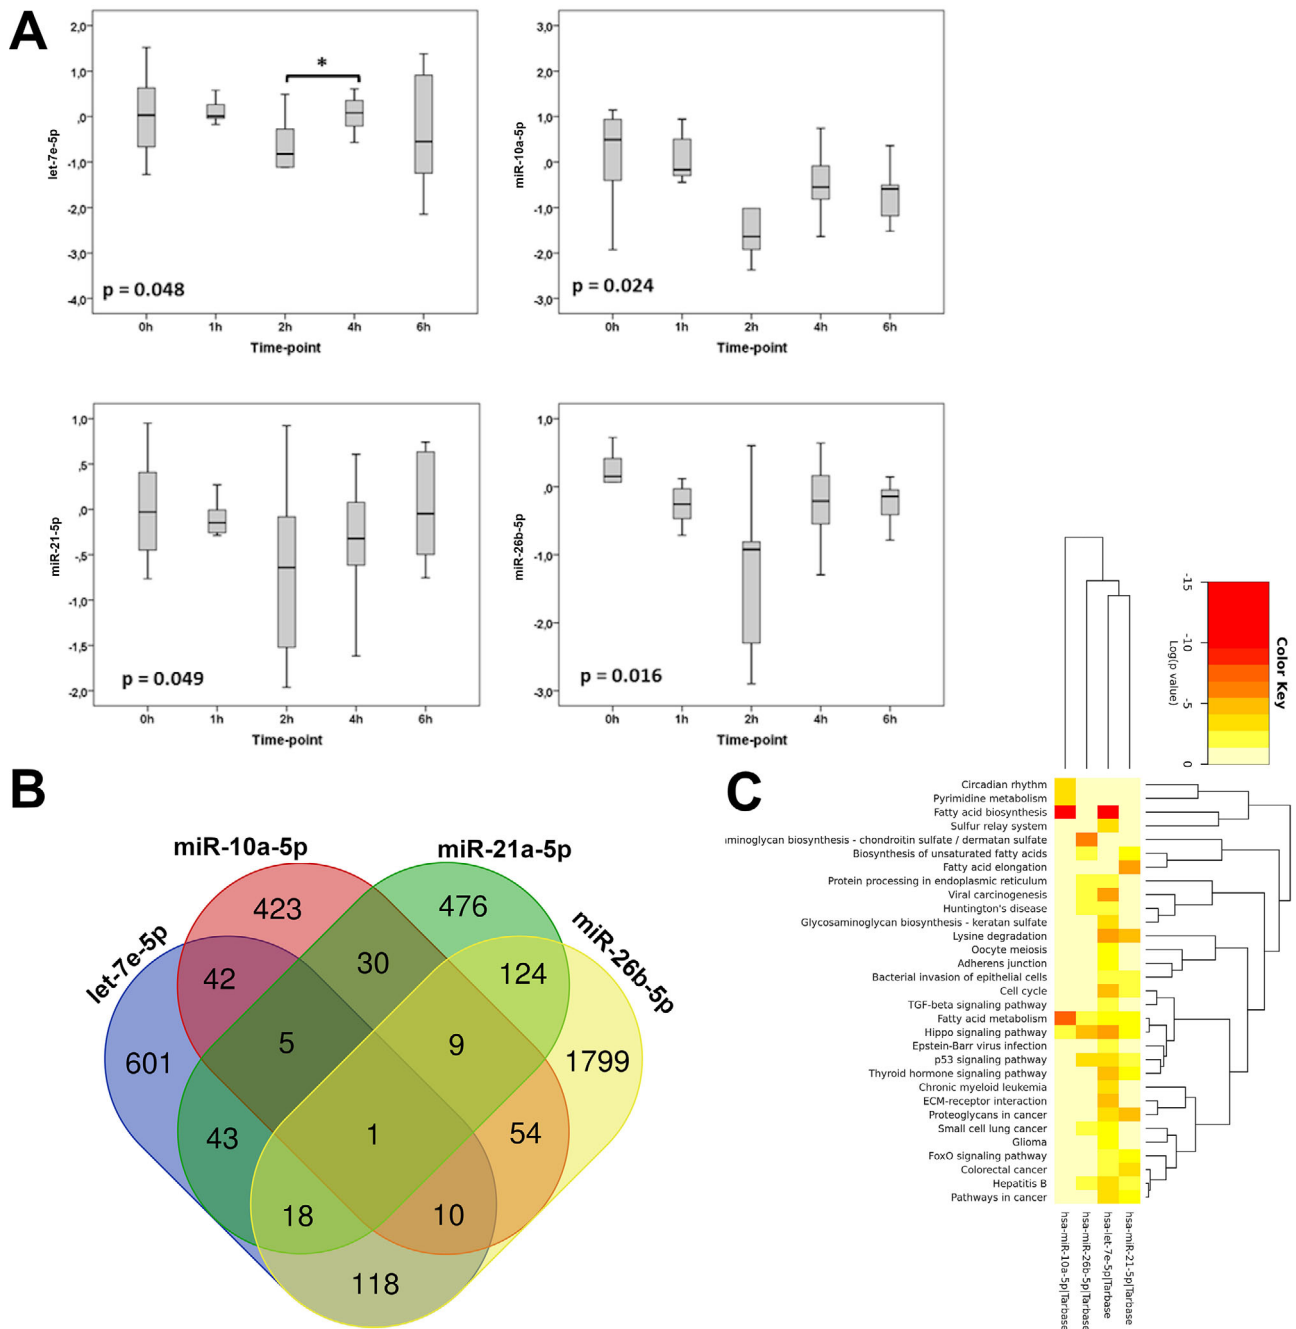 A
2,0
1,0
,0
-1,0
-2,0
-3,0
-4,0
let-7e-5p
*
p = 0.048
0h 1h 2h 4h 6h
Time-point
3,0
1,0
,0
-1,0
-2,0
-3,0
miR-10a-5p
p = 0.024
0h 1h 2h 4h 6h
Time-point
1,0
,5
,0
-,5
-1,0
-1,5
-2,0
miR-21-5p
p = 0.049
0h 1h 2h 4h 6h
Time-point
1,0
,0
-1,0
-2,0
-3,0
miR-26b-5p
p = 0.016
0h 1h 2h 4h 6h
Time-point
B
let-7e-5p
miR-10a-5p
miR-21a-5p
miR-26b-5p
423
476
42
30
124
601
5
9
1799
43
1
54
18
10
118
C
Color Key
-15
-10
-5
0
Log(p value)
Circadian rhythm
Pyrimidine metabolism
Fatty acid biosynthesis
Sulfur relay system
minoglycan biosynthesis - chondroitin sulfate / dermatan sulfate
Biosynthesis of unsaturated fatty acids
Fatty acid elongation
Protein processing in endoplasmic reticulum
Viral carcinogenesis
Huntington's disease
Glycosaminoglycan biosynthesis - keratan sulfate
Lysine degradation
Oocyte meiosis
Adherens junction
Bacterial invasion of epithelial cells
Cell cycle
TGF-beta signaling pathway
Fatty acid metabolism
Hippo signaling pathway
Epstein-Barr virus infection
p53 signaling pathway
Thyroid hormone signaling pathway
Chronic myeloid leukemia
ECM-receptor interaction
Proteoglycans in cancer
Small cell lung cancer
Glioma
FoxO signaling pathway
Colorectal cancer
Hepatitis B
Pathways in cancer
hsa-miR-10a-5p|Tarbase
hsa-miR-26b-5p|Tarbase
hsa-let-7e-5p|Tarbase
hsa-miR-21-5p|Tarbase